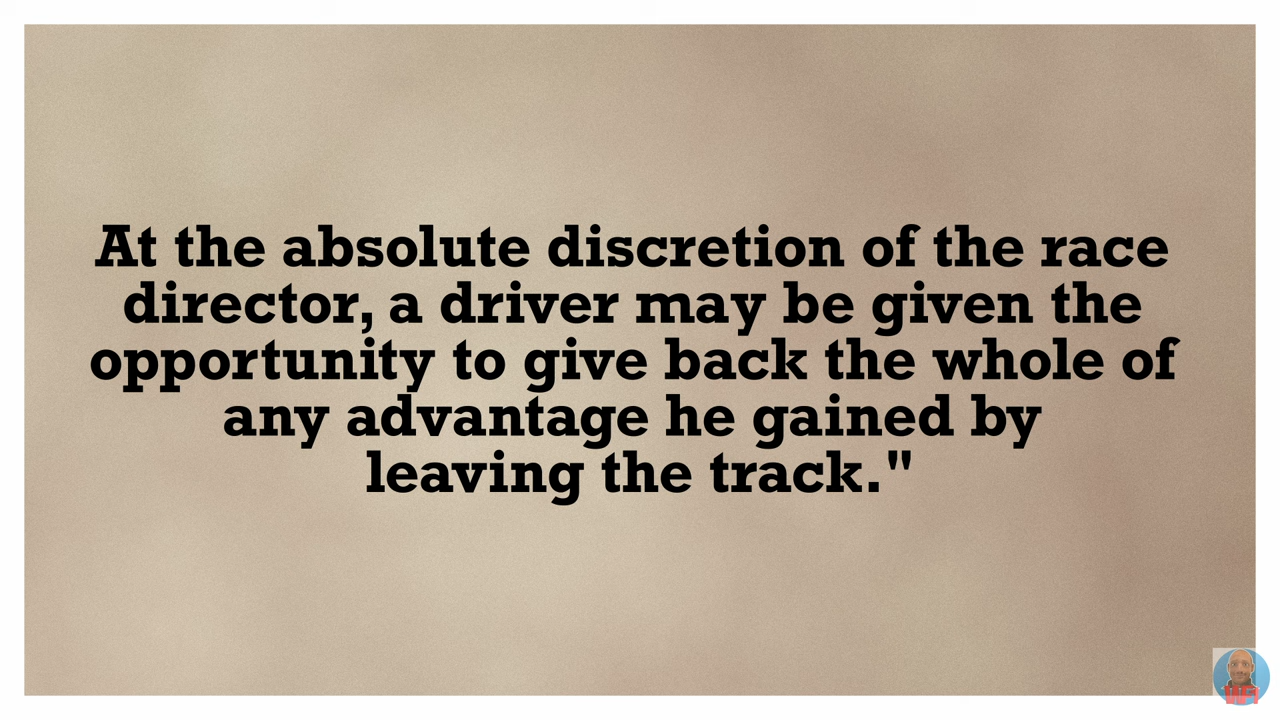 At the absolute discretion of the race
director, a driver may be given the
opportunity to give back the whole of
any advantage he gained by
leaving the track."
WF1